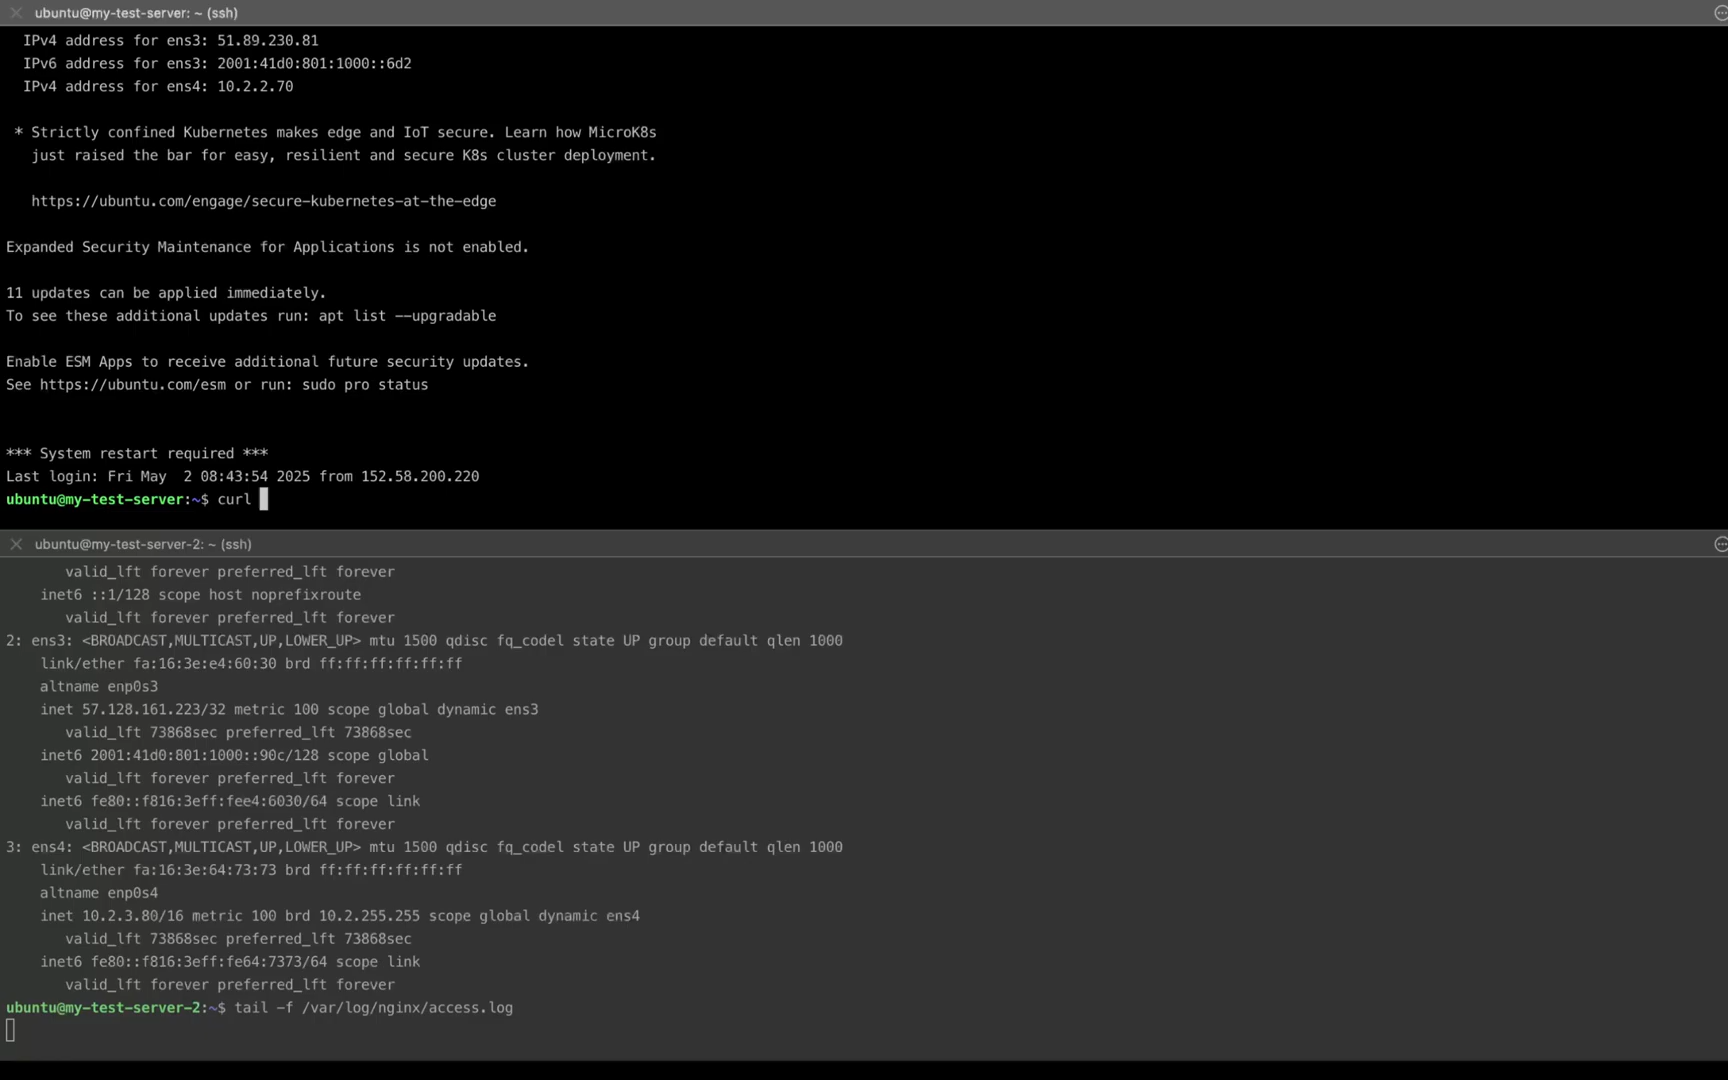 ubuntu@my-test-server: ~ (ssh)
IPv4 address for ens3: 51.89.230.81
IPv6 address for ens3: 2001:41d0:801:1000::6d2
IPv4 address for ens4: 10.2.2.70
* Strictly confined Kubernetes makes edge and IoT secure. Learn how MicroK8s
just raised the bar for easy, resilient and secure K8s cluster deployment.
https://ubuntu.com/engage/secure-kubernetes-at-the-edge
Expanded Security Maintenance for Applications is not enabled.
11 updates can be applied immediately.
To see these additional updates run: apt list --upgradable
Enable ESM Apps to receive additional future security updates.
See https://ubuntu.com/esm or run: sudo pro status
*** System restart required ***
Last login: Fri May  2 08:43:54 2025 from 152.58.200.220
ubuntu@my-test-server:~$ curl
ubuntu@my-test-server-2: ~ (ssh)
valid_lft forever preferred_lft forever
inet6 ::1/128 scope host noprefixroute
valid_lft forever preferred_lft forever
2: ens3: <BROADCAST,MULTICAST,UP,LOWER_UP> mtu 1500 qdisc fq_codel state UP group default qlen 1000
link/ether fa:16:3e:e4:60:30 brd ff:ff:ff:ff:ff:ff
altname enp0s3
inet 57.128.161.223/32 metric 100 scope global dynamic ens3
valid_lft 73868sec preferred_lft 73868sec
inet6 2001:41d0:801:1000::90c/128 scope global
valid_lft forever preferred_lft forever
inet6 fe80::f816:3eff:fee4:6030/64 scope link
valid_lft forever preferred_lft forever
3: ens4: <BROADCAST,MULTICAST,UP,LOWER_UP> mtu 1500 qdisc fq_codel state UP group default qlen 1000
link/ether fa:16:3e:64:73:73 brd ff:ff:ff:ff:ff:ff
altname enp0s4
inet 10.2.3.80/16 metric 100 brd 10.2.255.255 scope global dynamic ens4
valid_lft 73868sec preferred_lft 73868sec
inet6 fe80::f816:3eff:fe64:7373/64 scope link
valid_lft forever preferred_lft forever
ubuntu@my-test-server-2:~$ tail -f /var/log/nginx/access.log